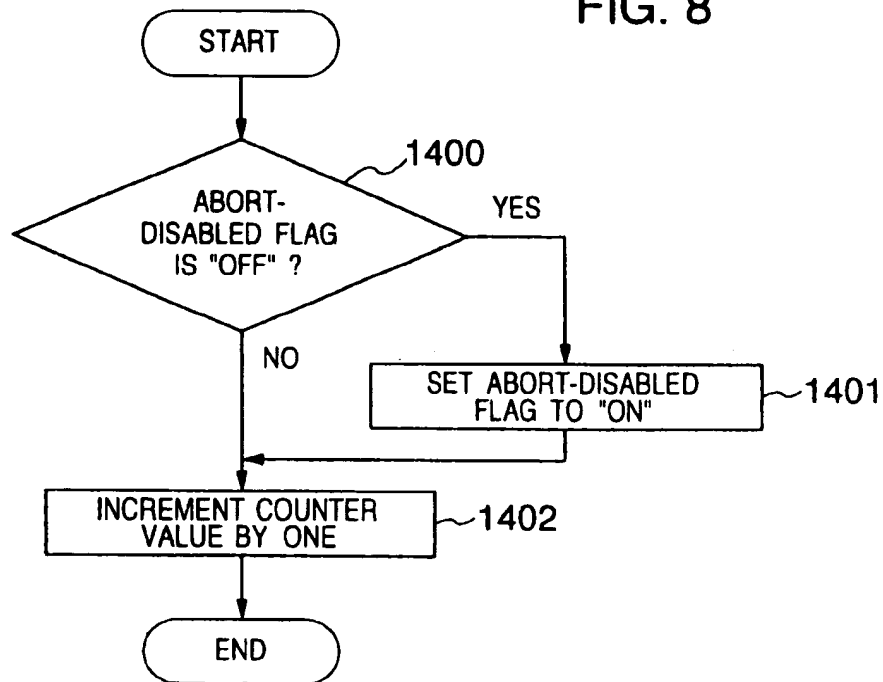 FIG. 8
START
1400
ABORT-
DISABLED FLAG
IS "OFF" ?
YES
NO
SET ABORT-DISABLED
FLAG TO "ON"
1401
INCREMENT COUNTER
VALUE BY ONE
1402
END